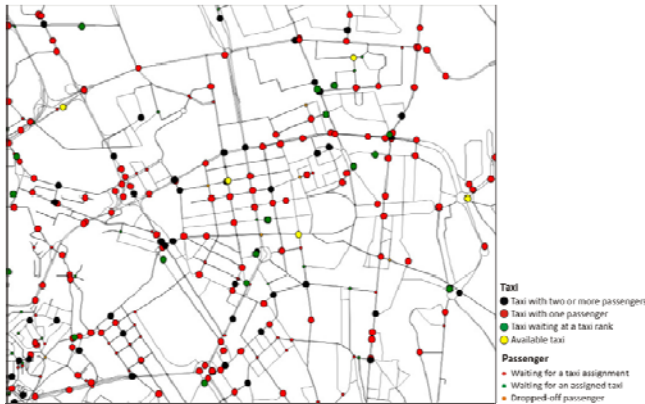 Taxi
Taxi with two or more passengers
Taxi with one passenger
Taxi waiting at a taxi rank
Available taxi
Passenger
Waiting for a taxi assignment
Waiting for an assigned taxi
Dropped-off passenger